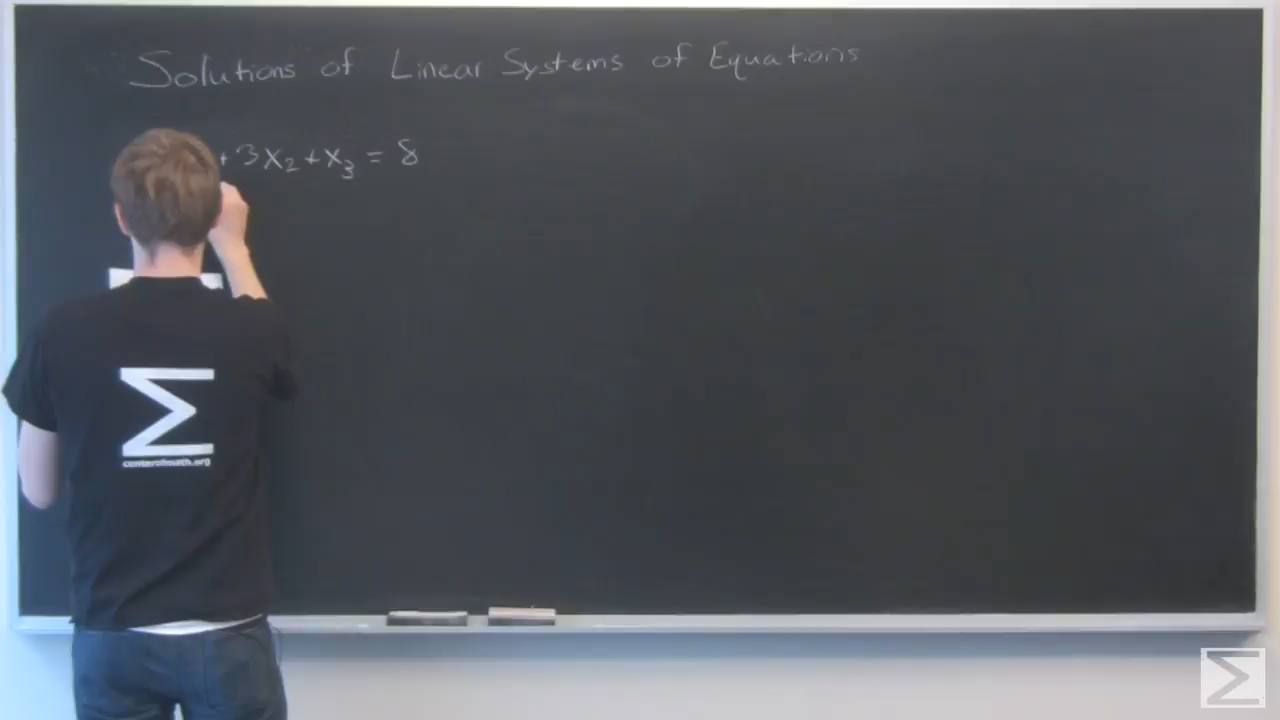 Solutions of Linear Systems of Equations
+ 3x₂ + x₃ = 8
Σ
centerofmath.org
Σ